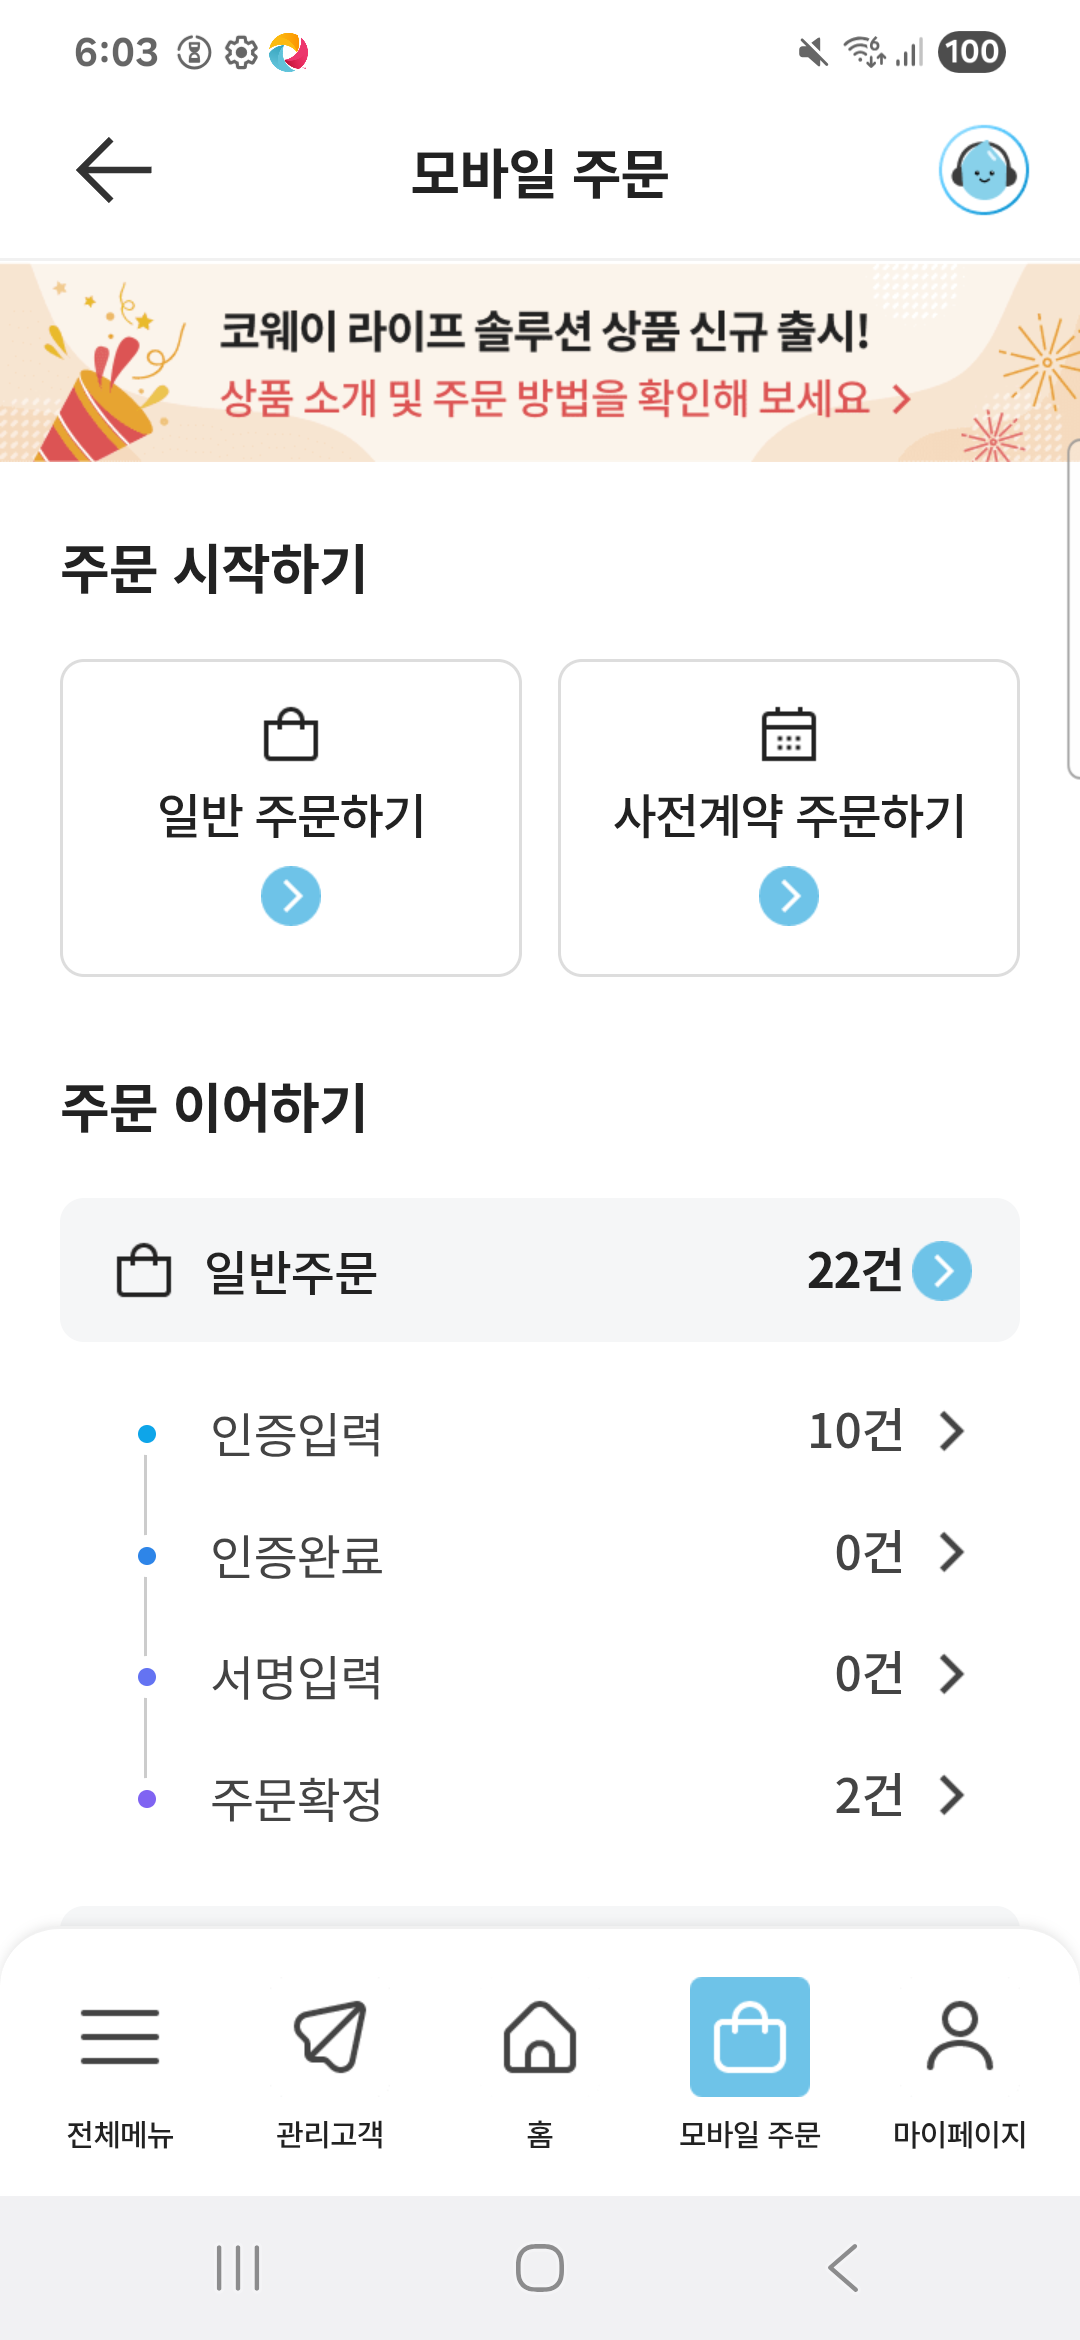 6:03
6
100
모바일 주문
코웨이 라이프 솔루션 상품 신규 출시!
상품 소개 및 주문 방법을 확인해 보세요 >
주문 시작하기
일반 주문하기
사전계약 주문하기
주문 이어하기
일반주문 22건
인증입력 10건
인증완료 0건
서명입력 0건
주문확정 2건
전체메뉴
관리고객
홈
모바일 주문
마이페이지